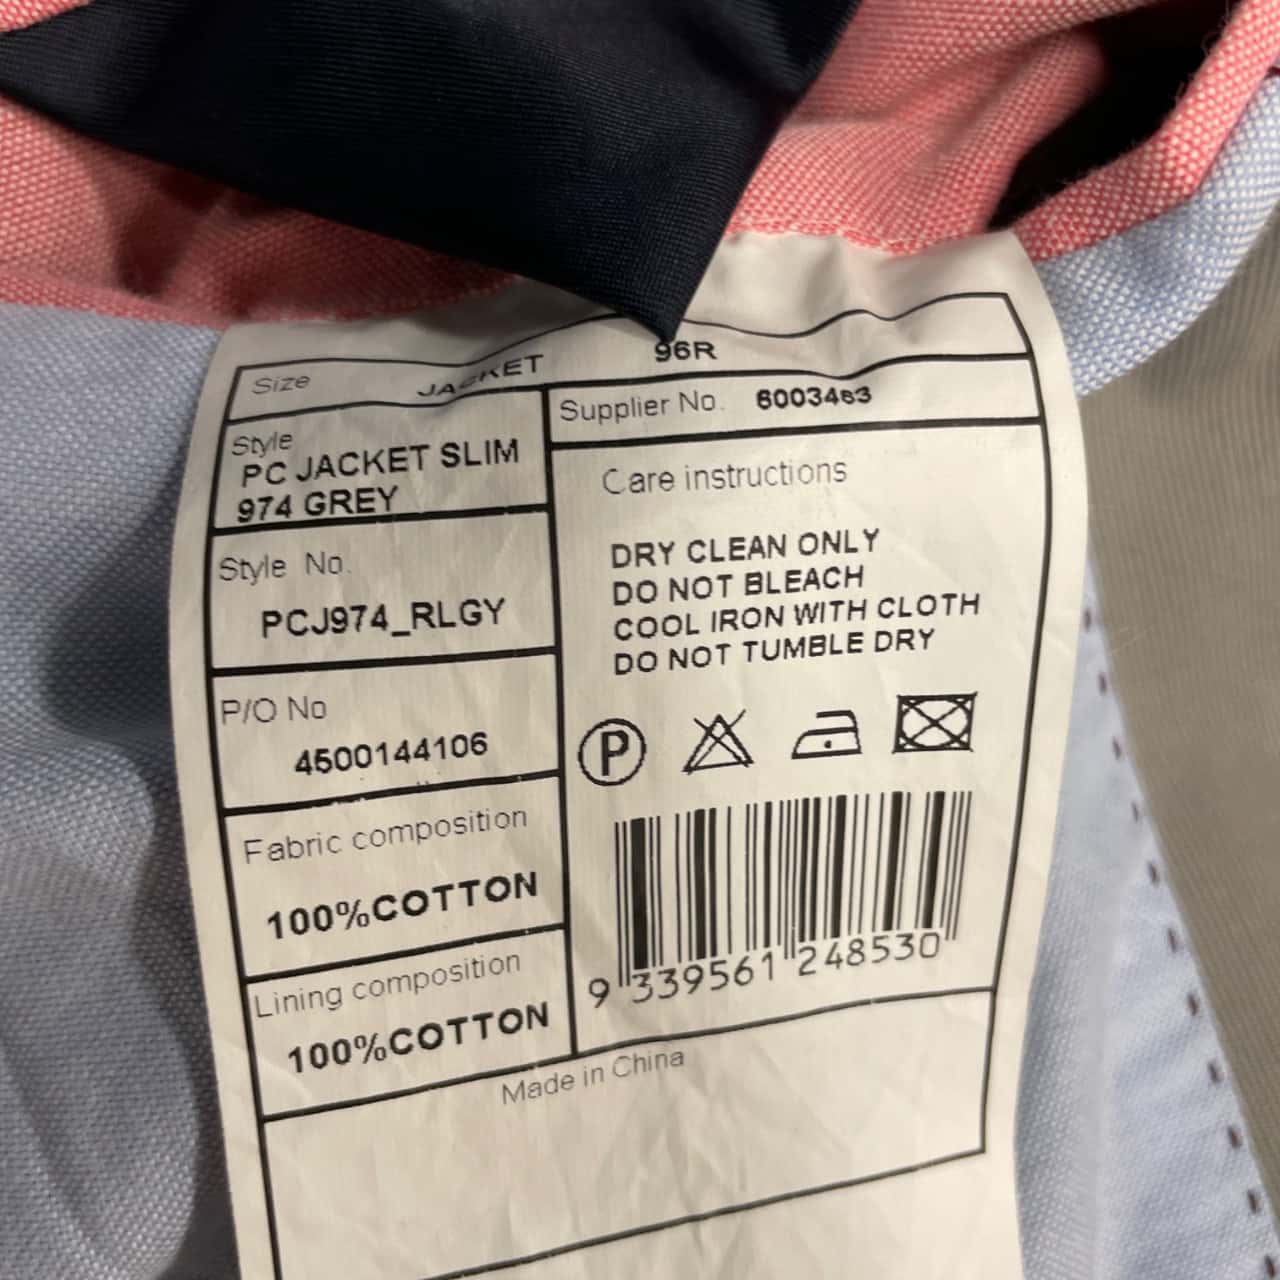 Size JACKET 96R
Style
PC JACKET SLIM
974 GREY
Style No.
PCJ974_RLGY
P/O No
4500144106
Fabric composition
100%COTTON
Lining composition
100%COTTON
Supplier No. 6003463
Care instructions
DRY CLEAN ONLY
DO NOT BLEACH
COOL IRON WITH CLOTH
DO NOT TUMBLE DRY
P
9 339561 248530
Made in China